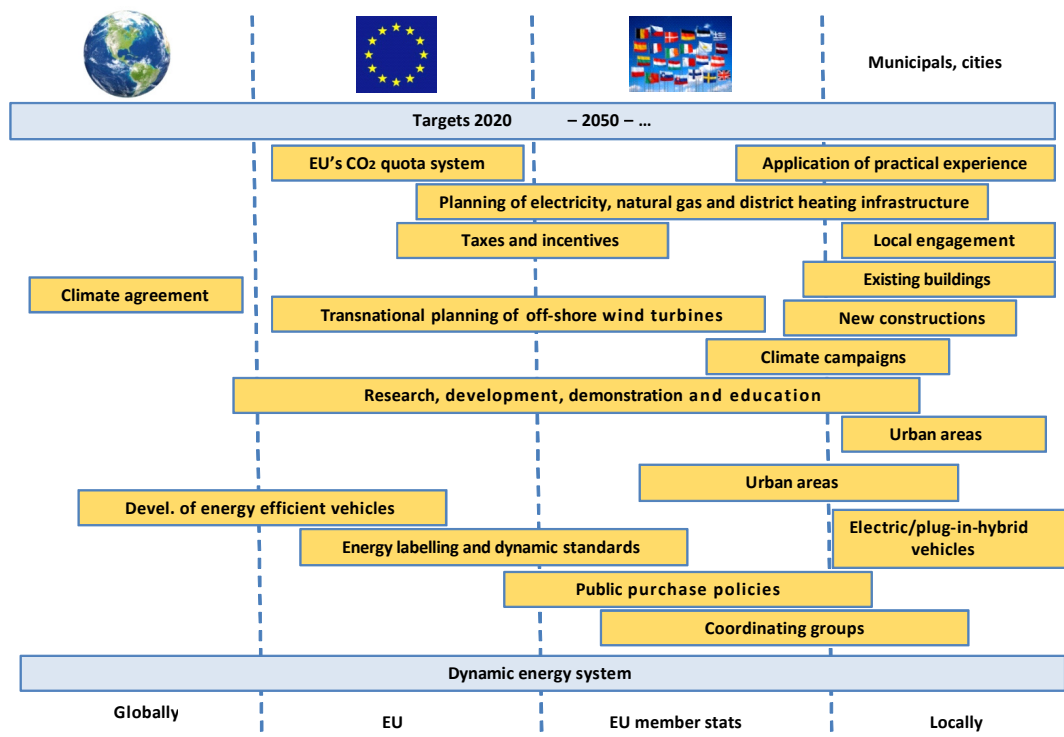 Municipals, cities
Targets 2020 – 2050 – ...
EU's CO2 quota system
Application of practical experience
Planning of electricity, natural gas and district heating infrastructure
Taxes and incentives
Local engagement
Existing buildings
Climate agreement
Transnational planning of off-shore wind turbines
New constructions
Climate campaigns
Research, development, demonstration and education
Urban areas
Urban areas
Devel. of energy efficient vehicles
Electric/plug-in-hybrid
vehicles
Energy labelling and dynamic standards
Public purchase policies
Coordinating groups
Dynamic energy system
Globally
EU
EU member stats
Locally